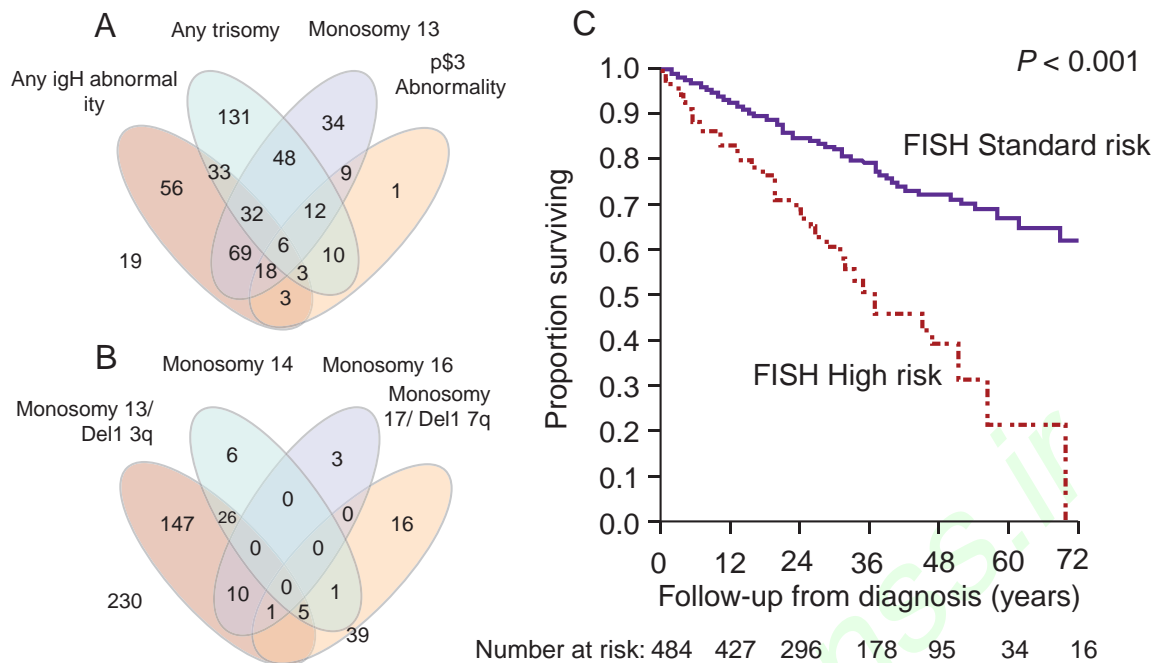 A
Any trisomy
Monosomy 13
Any igH abnormal
ity
p$3
Abnormality
131
34
33
48
9
56
1
32
12
69
6
10
18
3
19
3
B
Monosomy 14
Monosomy 16
Monosomy 13/
Del1 3q
Monosomy
17/ Del1 7q
6
3
147
26
0
0
16
0
0
10
0
1
1
5
230
39
C
P < 0.001
1.0
0.9
0.8
0.7
0.6
0.5
0.4
0.3
0.2
0.1
0.0
Proportion surviving
FISH Standard risk
FISH High risk
0 12 24 36 48 60 72
Follow-up from diagnosis (years)
Number at risk: 484 427 296 178 95 34 16